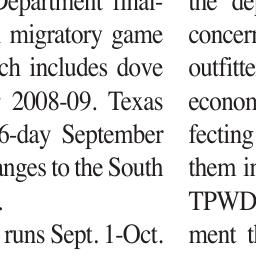 Department final-
migratory game
ch includes dove
2008-09. Texas
6-day September
anges to the South
.
runs Sept. 1-Oct.
the de
concern
outfitte
econom
fecting
them in
TPWD
ment th